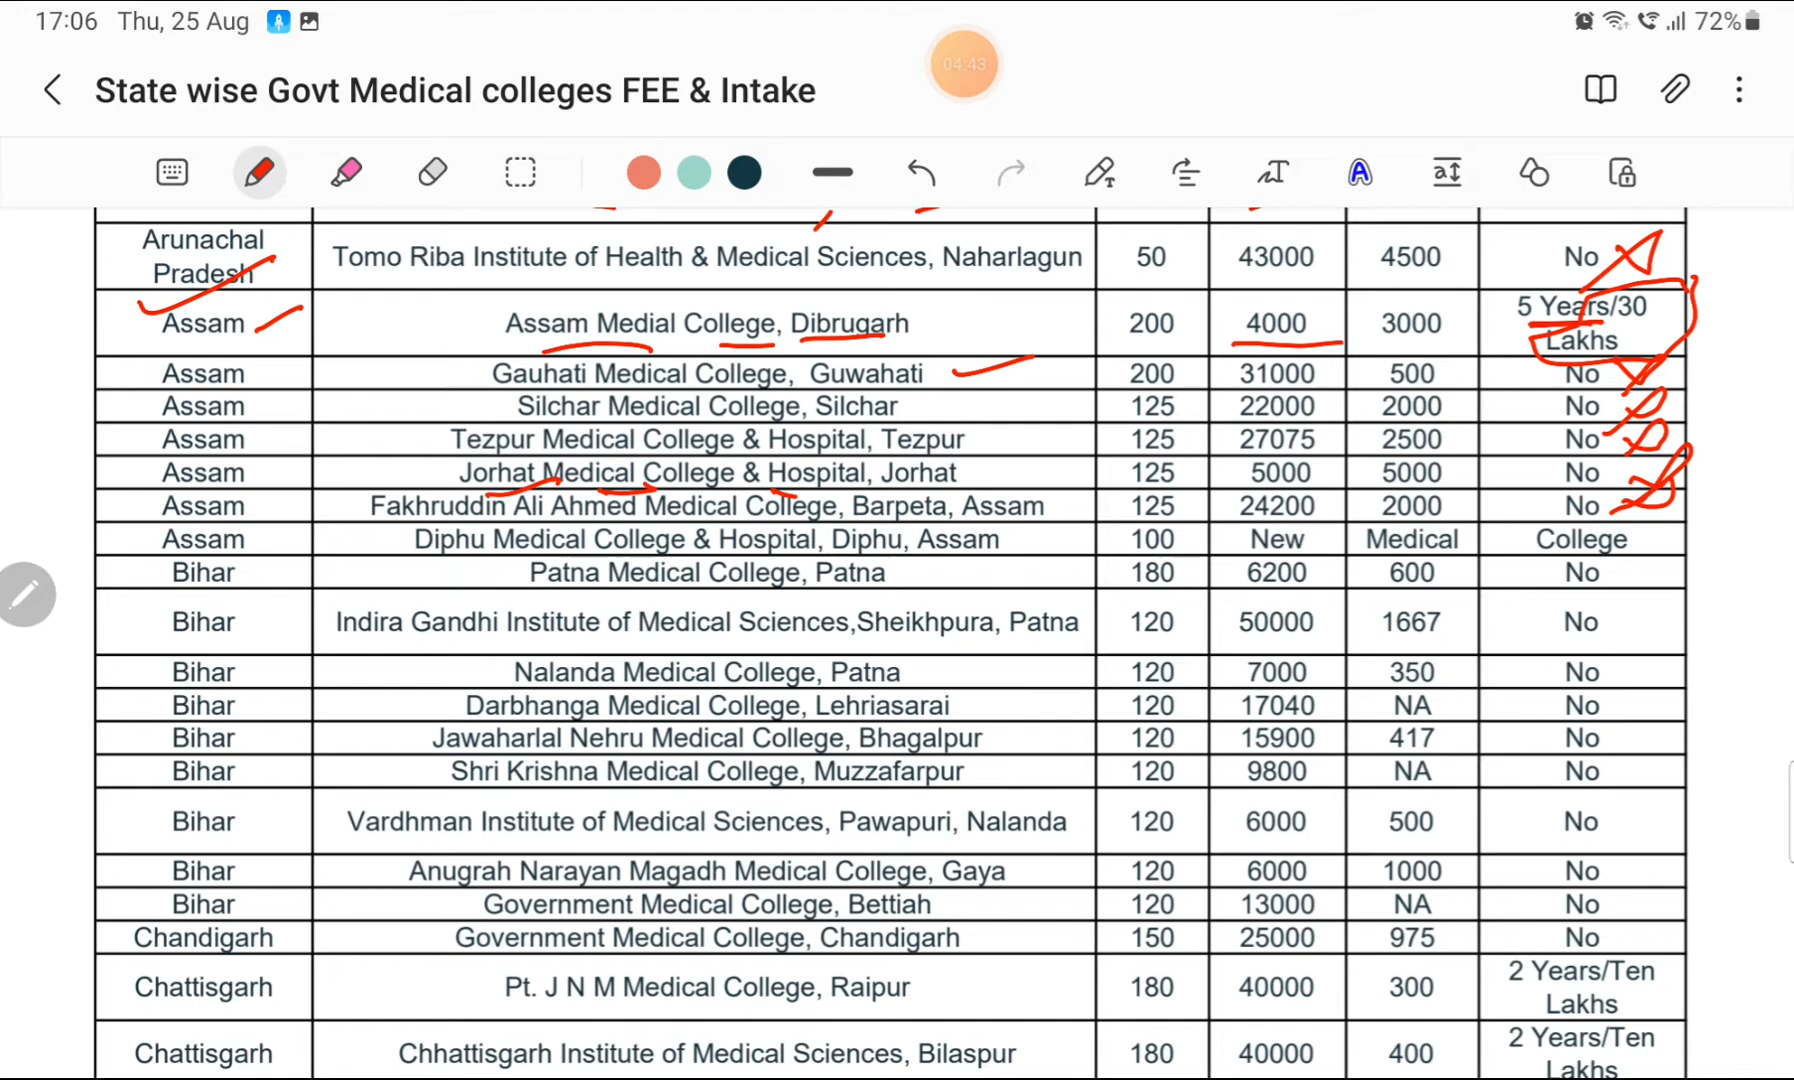 17:06 Thu, 25 Aug 72%
04:43
State wise Govt Medical colleges FEE & Intake
Arunachal
Pradesh Tomo Riba Institute of Health & Medical Sciences, Naharlagun 50 43000 4500 No
Assam Assam Medial College, Dibrugarh 200 4000 3000 5 Years/30
Lakhs
Assam Gauhati Medical College, Guwahati 200 31000 500 No
Assam Silchar Medical College, Silchar 125 22000 2000 No
Assam Tezpur Medical College & Hospital, Tezpur 125 27075 2500 No
Assam Jorhat Medical College & Hospital, Jorhat 125 5000 5000 No
Assam Fakhruddin Ali Ahmed Medical College, Barpeta, Assam 125 24200 2000 No
Assam Diphu Medical College & Hospital, Diphu, Assam 100 New Medical College
Bihar Patna Medical College, Patna 180 6200 600 No
Bihar Indira Gandhi Institute of Medical Sciences,Sheikhpura, Patna 120 50000 1667 No
Bihar Nalanda Medical College, Patna 120 7000 350 No
Bihar Darbhanga Medical College, Lehriasarai 120 17040 NA No
Bihar Jawaharlal Nehru Medical College, Bhagalpur 120 15900 417 No
Bihar Shri Krishna Medical College, Muzzafarpur 120 9800 NA No
Bihar Vardhman Institute of Medical Sciences, Pawapuri, Nalanda 120 6000 500 No
Bihar Anugrah Narayan Magadh Medical College, Gaya 120 6000 1000 No
Bihar Government Medical College, Bettiah 120 13000 NA No
Chandigarh Government Medical College, Chandigarh 150 25000 975 No
Chattisgarh Pt. J N M Medical College, Raipur 180 40000 300 2 Years/Ten
Lakhs
Chattisgarh Chhattisgarh Institute of Medical Sciences, Bilaspur 180 40000 400 2 Years/Ten
Lakhs